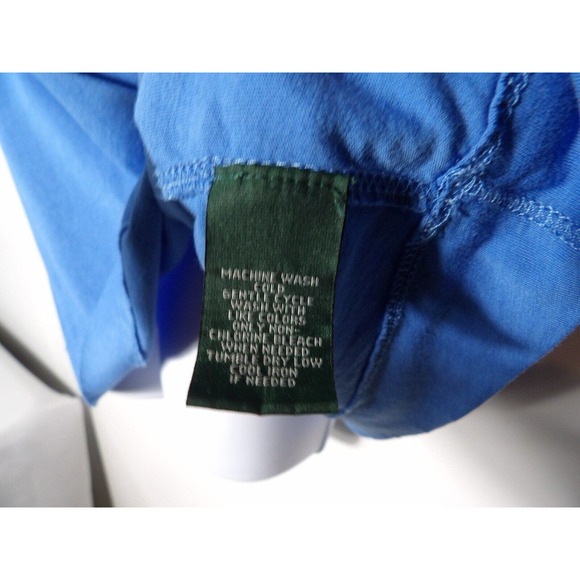 MACHINE WASH
COLD
GENTLE CYCLE
WASH WITH
LIKE COLORS
ONLY NON-
CHLORINE BLEACH
WHEN NEEDED
TUMBLE DRY LOW
COOL IRON
IF NEEDED